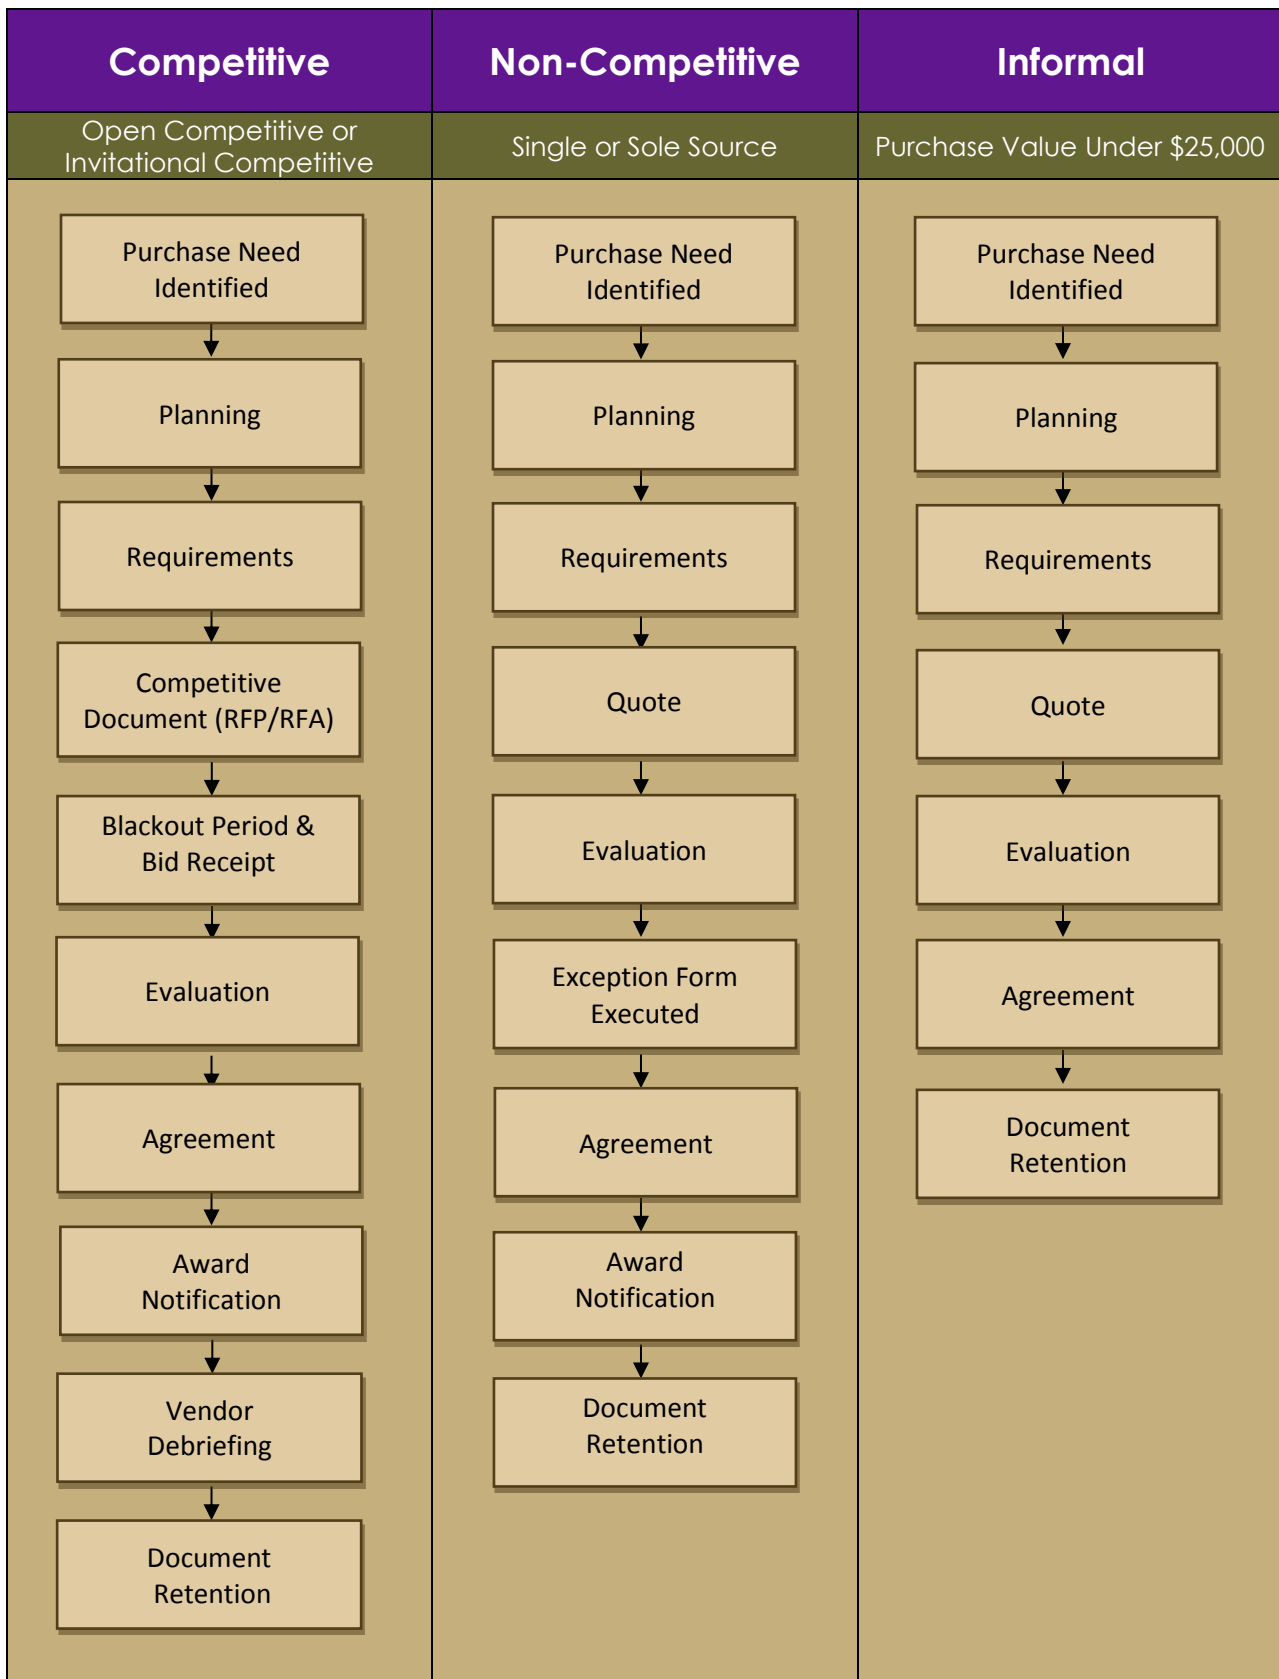 Competitive
Open Competitive or
Invitational Competitive
Purchase Need
Identified
Planning
Requirements
Competitive
Document (RFP/RFA)
Blackout Period &
Bid Receipt
Evaluation
Agreement
Award
Notification
Vendor
Debriefing
Document
Retention
Non-Competitive
Single or Sole Source
Purchase Need
Identified
Planning
Requirements
Quote
Evaluation
Exception Form
Executed
Agreement
Award
Notification
Document
Retention
Informal
Purchase Value Under $25,000
Purchase Need
Identified
Planning
Requirements
Quote
Evaluation
Agreement
Document
Retention